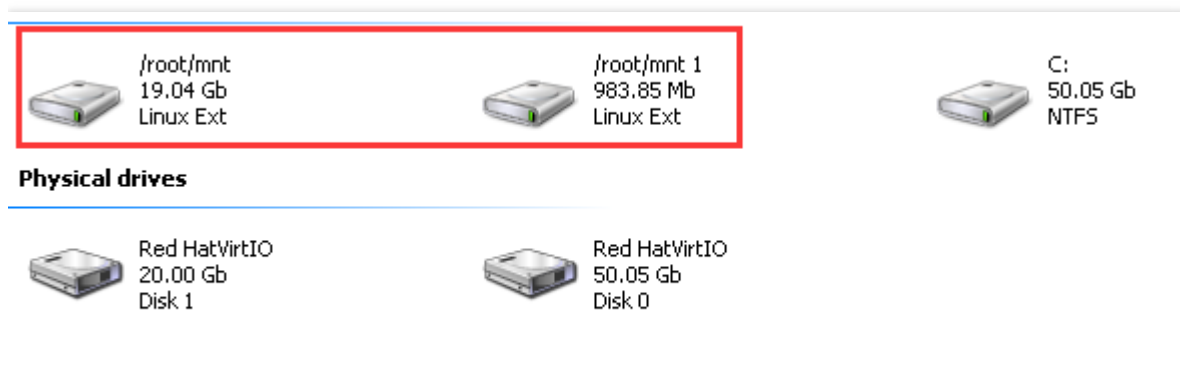 /root/mnt
19.04 Gb
Linux Ext
/root/mnt 1
983.85 Mb
Linux Ext
C:
50.05 Gb
NTFS
Physical drives
Red HatVirtIO
20.00 Gb
Disk 1
Red HatVirtIO
50.05 Gb
Disk 0